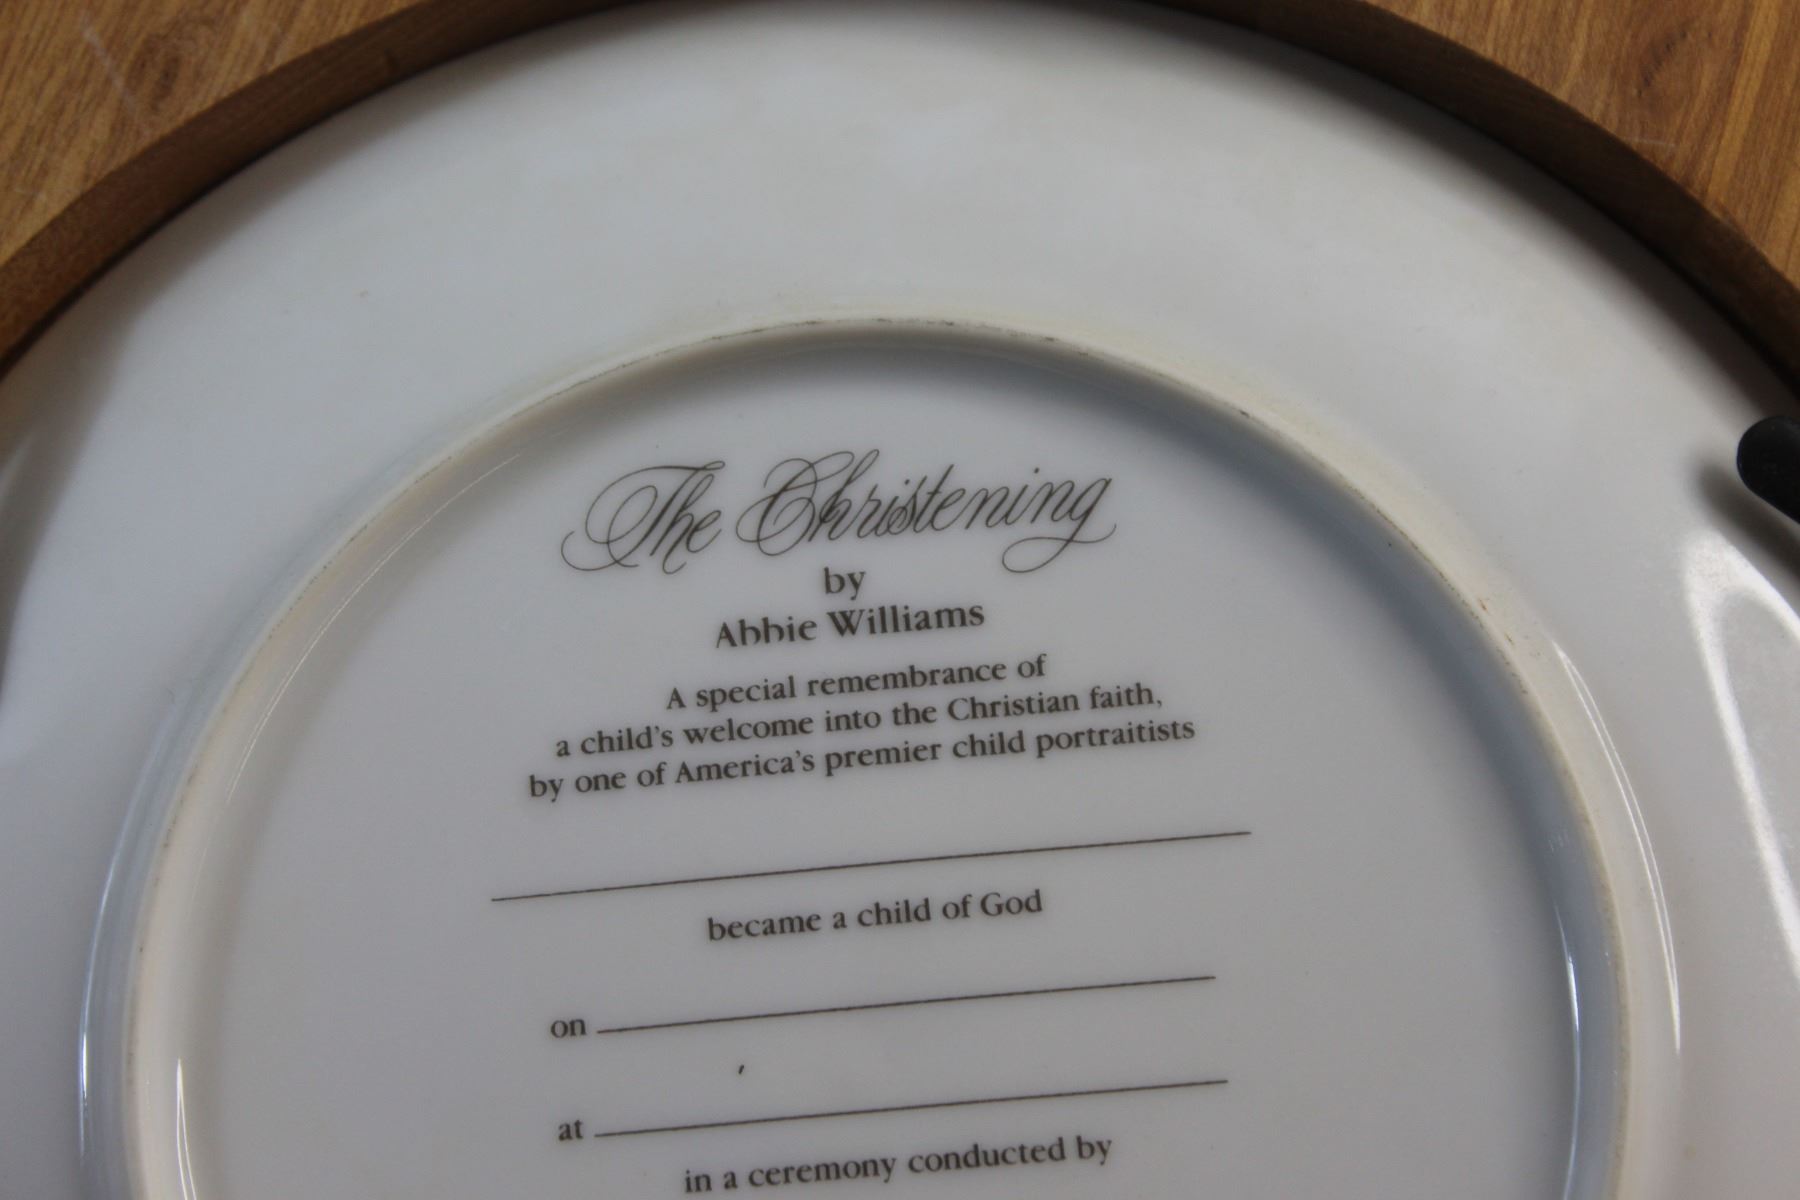 The Christening
by
Abbie Williams
A special remembrance of
a child's welcome into the Christian faith,
by one of America's premier child portraitists
became a child of God
on
at
in a ceremony conducted by